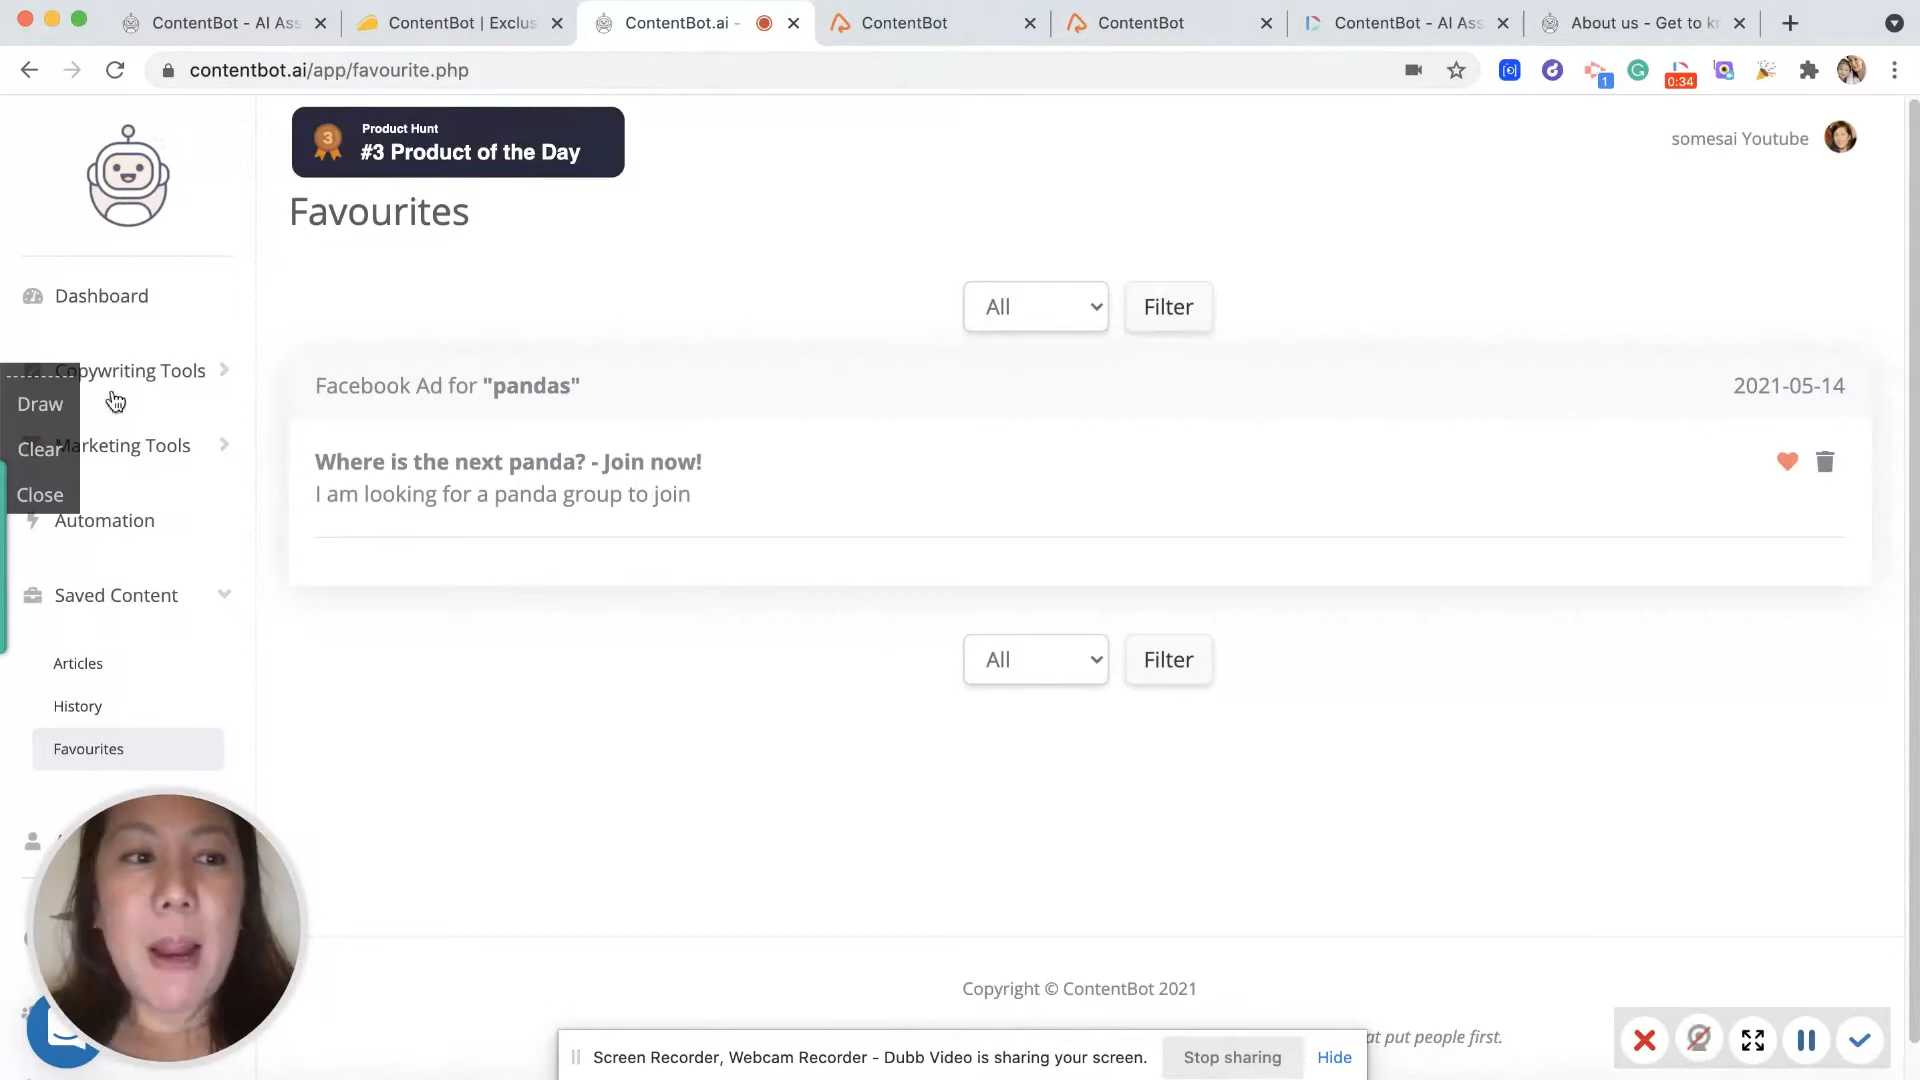 ContentBot - AI Ass
ContentBot | Exclus
ContentBot.ai -
ContentBot
ContentBot
ContentBot - AI Ass
About us - Get to k
contentbot.ai/app/favourite.php
1
0:34
3
Product Hunt
#3 Product of the Day
somesai Youtube
Favourites
Dashboard
All
Filter
Copywriting Tools
Draw
Marketing Tools
Clear
Close
Automation
Saved Content
Articles
History
Favourites
Facebook Ad for "pandas"
2021-05-14
Where is the next panda? - Join now!
I am looking for a panda group to join
All
Filter
Copyright © ContentBot 2021
at put people first.
Screen Recorder, Webcam Recorder - Dubb Video is sharing your screen.
Stop sharing
Hide